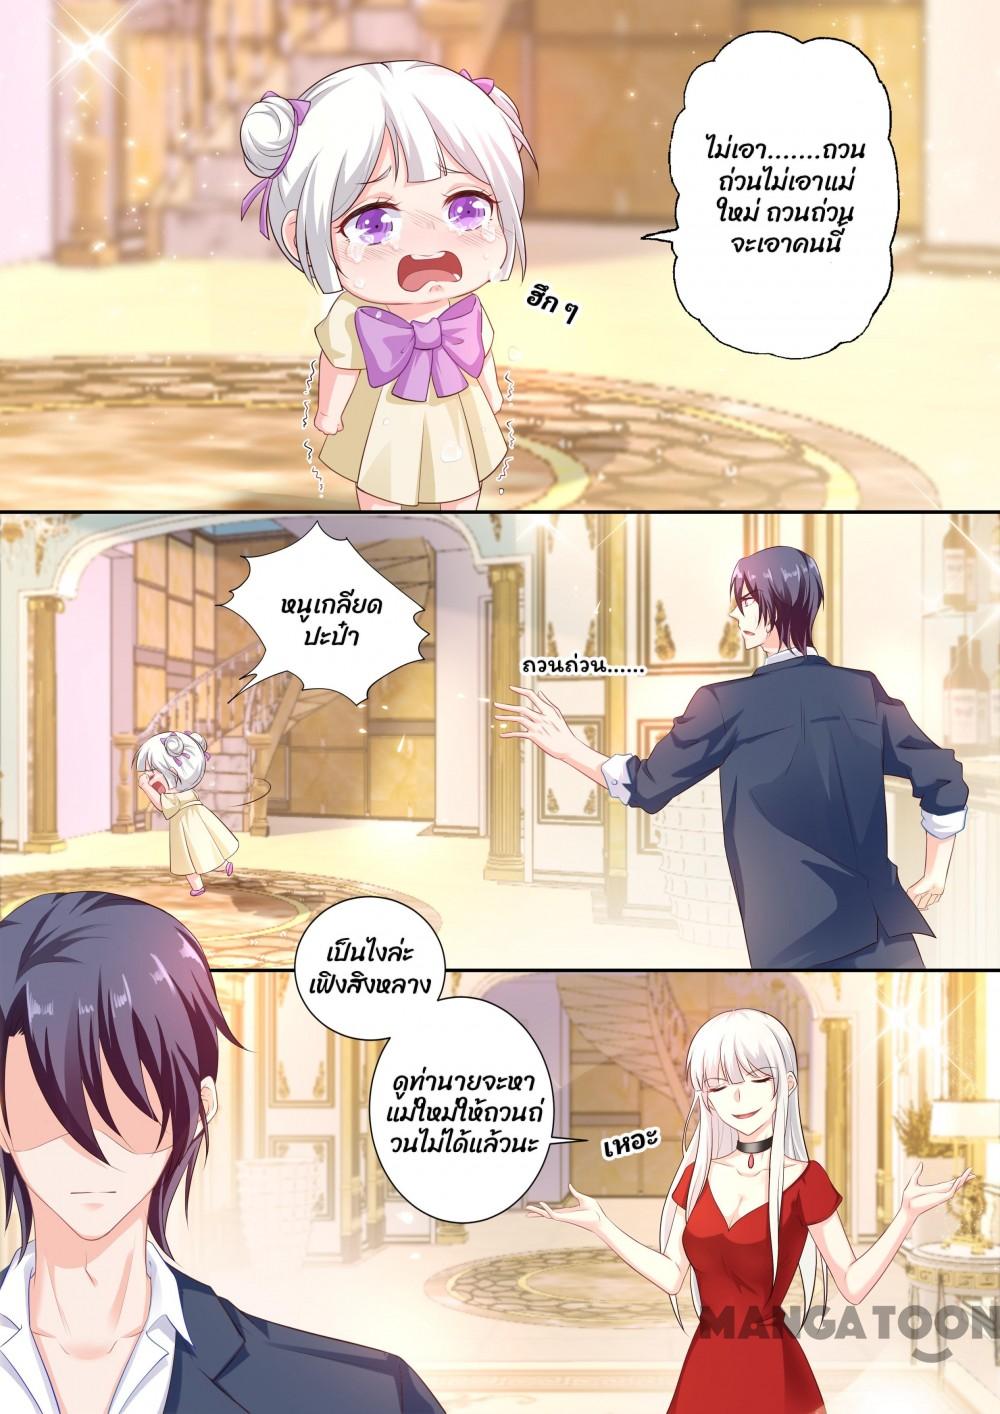 ไม่เอา.......ถวน
ถ่วนไม่เอาแม่
ใหม่ ถวนถ่วน
จะเอาคนนี้
ฮึก ๆ
หนูเกลียด
ปะป๋า
ถวนถ่วน......
เป็นไงล่ะ
เฟิงสิงหลาง
ดูท่านายจะหา
แม่ใหม่ให้ถวนถ่
วนไม่ได้แล้วนะ
เหอะ
MANGATOON